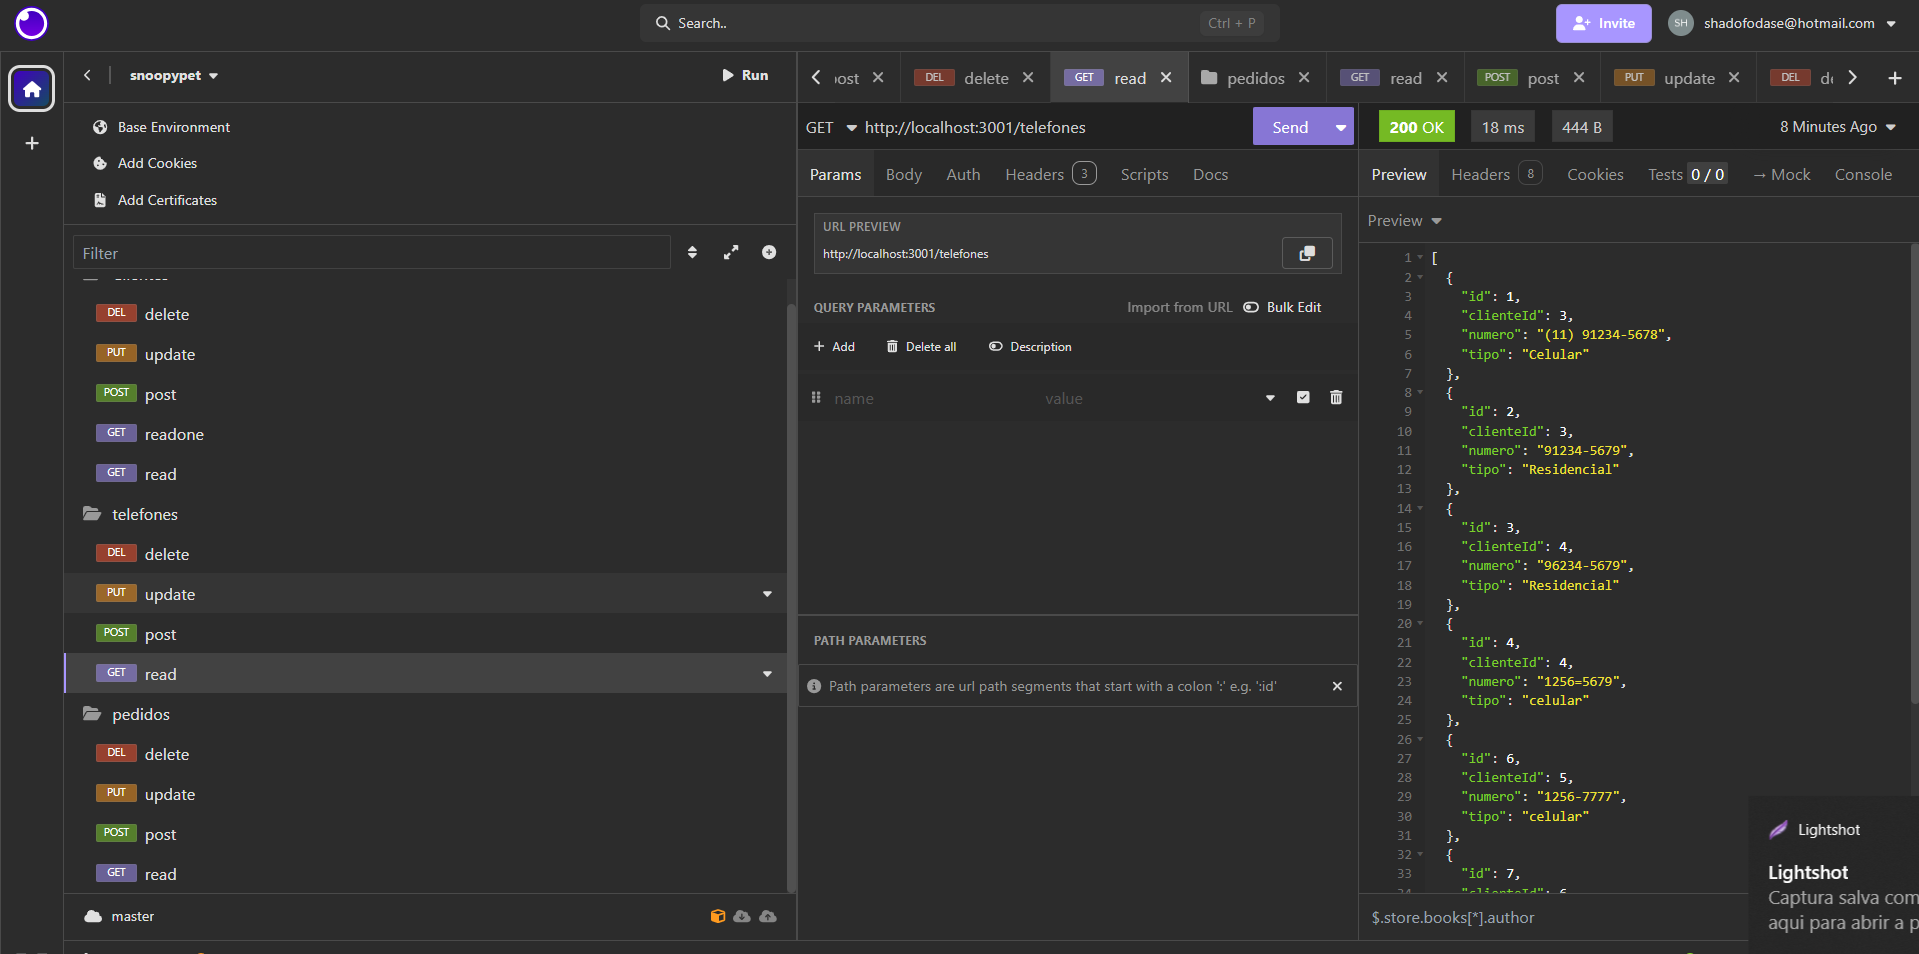 Search..
Ctrl + P
Invite
SH
shadofodase@hotmail.com
snoopypet
Run
Base Environment
Add Cookies
Add Certificates
Filter
DEL delete
PUT update
POST post
GET readone
GET read
telefones
DEL delete
PUT update
POST post
GET read
pedidos
DEL delete
PUT update
POST post
GET read
master
DEL delete
GET read
pedidos
GET read
POST post
PUT update
DEL
GET
http://localhost:3001/telefones
Send
Params
Body
Auth
Headers 3
Scripts
Docs
URL PREVIEW
http://localhost:3001/telefones
QUERY PARAMETERS
Import from URL
Bulk Edit
+ Add
Delete all
Description
name
value
PATH PARAMETERS
Path parameters are url path segments that start with a colon ':' e.g. ':id'
200 OK
18 ms
444 B
8 Minutes Ago
Preview
Headers 8
Cookies
Tests 0 / 0
→ Mock
Console
Preview
1 [
2 {
3 "id": 1,
4 "clienteId": 3,
5 "numero": "(11) 91234-5678",
6 "tipo": "Celular"
7 },
8 {
9 "id": 2,
10 "clienteId": 3,
11 "numero": "91234-5679",
12 "tipo": "Residencial"
13 },
14 {
15 "id": 3,
16 "clienteId": 4,
17 "numero": "96234-5679",
18 "tipo": "Residencial"
19 },
20 {
21 "id": 4,
22 "clienteId": 4,
23 "numero": "1256=5679",
24 "tipo": "celular"
25 },
26 {
27 "id": 6,
28 "clienteId": 5,
29 "numero": "1256-7777",
30 "tipo": "celular"
31 },
32 {
33 "id": 7,
$.store.books[*].author
Lightshot
Lightshot
Captura salva com
aqui para abrir a